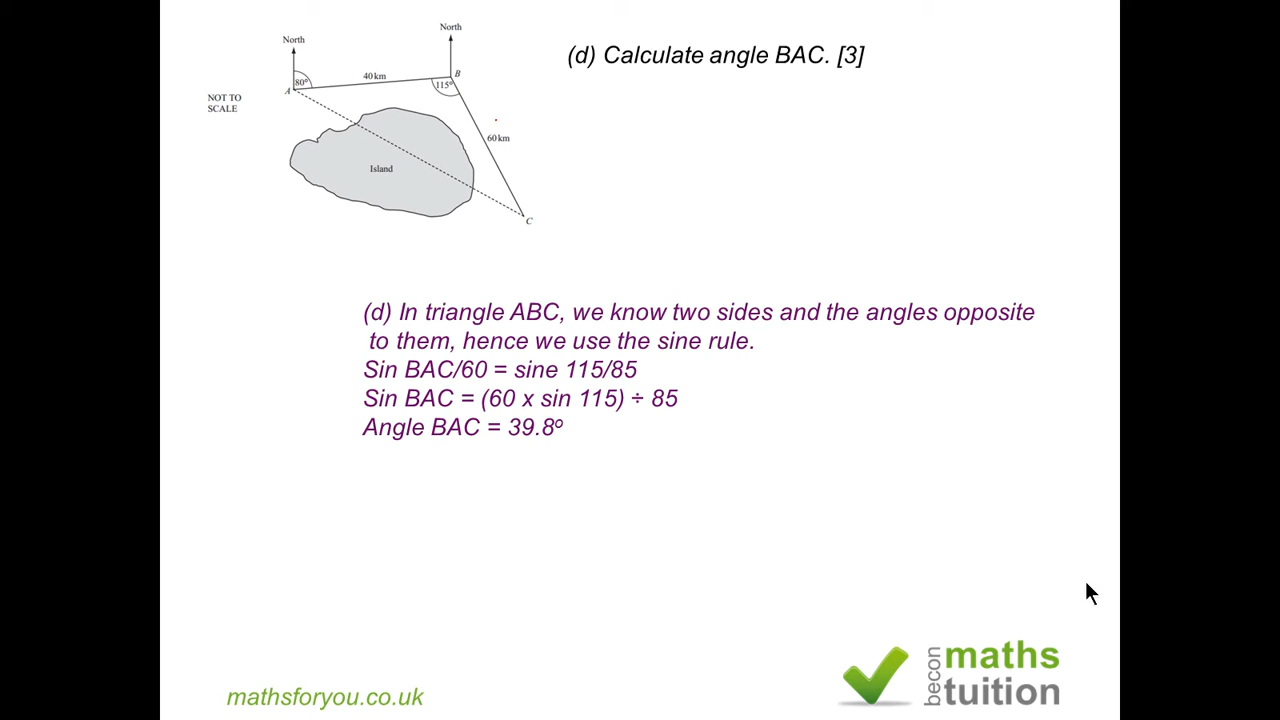 North
North
(d) Calculate angle BAC. [3]
40 km
B
80°
115°
A
NOT TO
SCALE
60 km
Island
C
(d) In triangle ABC, we know two sides and the angles opposite
to them, hence we use the sine rule.
Sin BAC/60 = sine 115/85
Sin BAC = (60 x sin 115) ÷ 85
Angle BAC = 39.8º
mathsforyou.co.uk
becon
maths
tuition